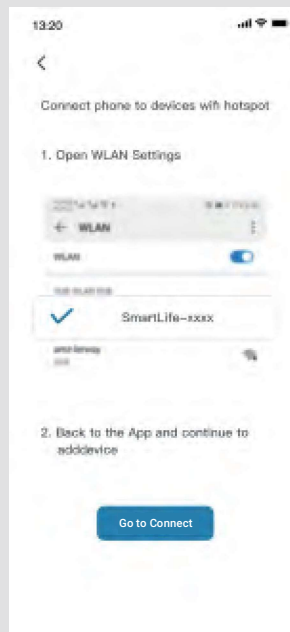 13:20
Connect phone to devices wifi hotspot
1. Open WLAN Settings
WLAN
WLAN
SmartLife-xxxx
2. Back to the App and continue to
adddevice
Go to Connect